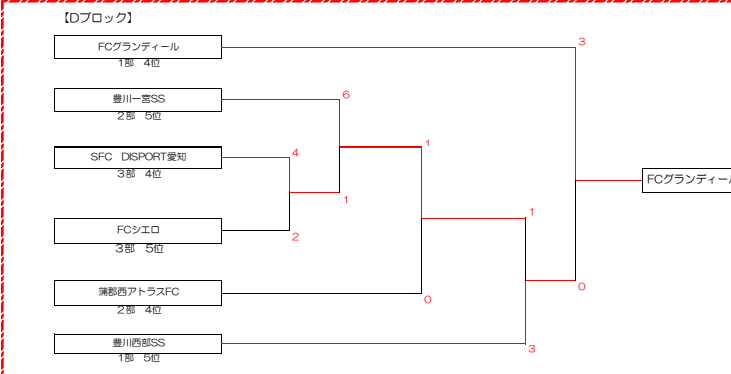 【Dブロック】
FCグランディール
1部 4位
3
豊川一宮SS
2部 5位
6
SFC DISPORT愛知
3部 4位
4
1
1
FCシエロ
3部 5位
2
1
FCグランディール
蒲郡西アトラスFC
2部 4位
0
0
豊川西部SS
1部 5位
3